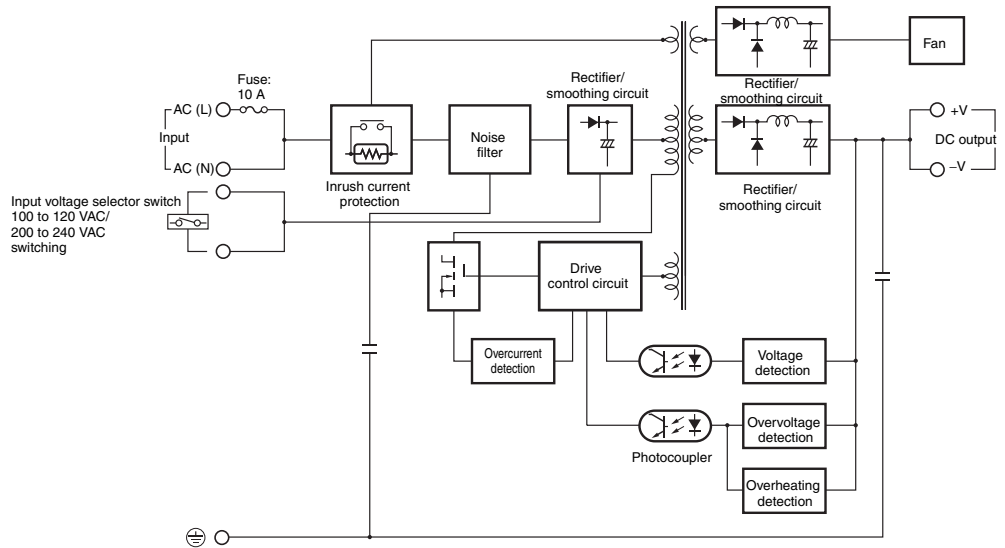 Fuse:
10 A
AC (L)
Input
AC (N)
Input voltage selector switch
100 to 120 VAC/
200 to 240 VAC
switching
Inrush current
protection
Noise
filter
Rectifier/
smoothing circuit
Rectifier/
smoothing circuit
Fan
Rectifier/
smoothing circuit
+V
DC output
–V
Drive
control circuit
Overcurrent
detection
Voltage
detection
Overvoltage
detection
Photocoupler
Overheating
detection